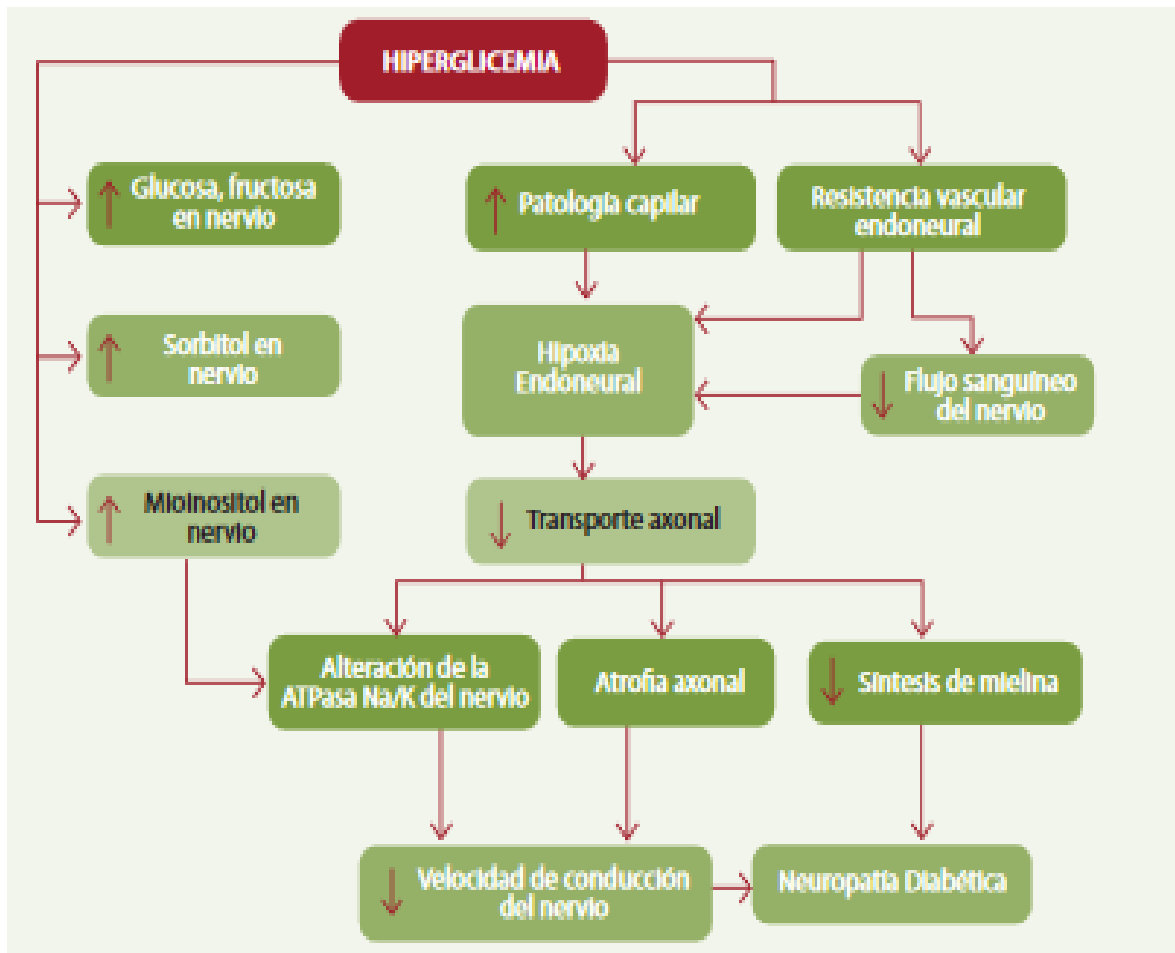 HIPERGLICEMIA
Glucosa, fructosa
en nervio
Patología capilar
Resistencia vascular
endoneural
Sorbitol en
nervio
Hipoxia
Endoneural
Flujo sanguíneo
del nervio
Mioinositol en
nervio
Transporte axonal
Alteración de la
ATPasa Na/K del nervio
Atrofia axonal
Síntesis de mielina
Velocidad de conducción
del nervio
Neuropatía Diabética